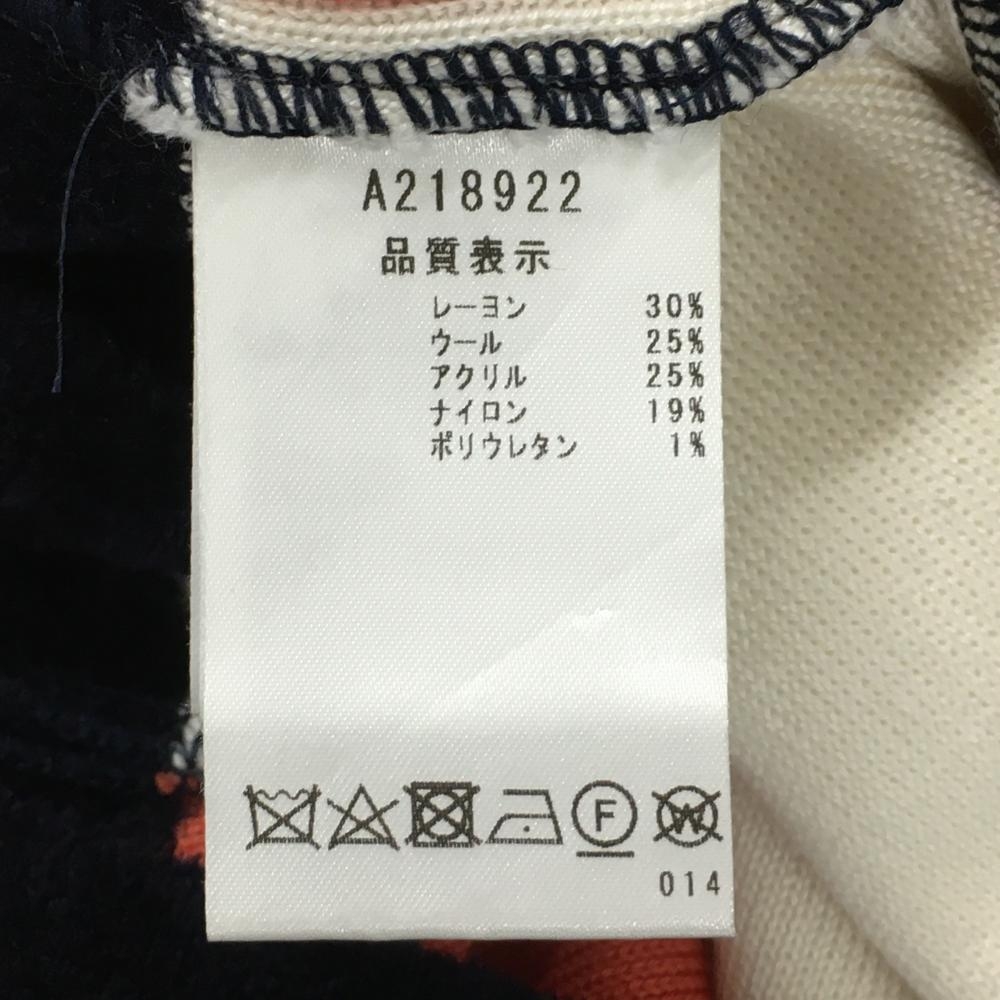 A218922
品質表示
レーヨン 30%
ウール 25%
アクリル 25%
ナイロン 19%
ポリウレタン 1%
F W
014